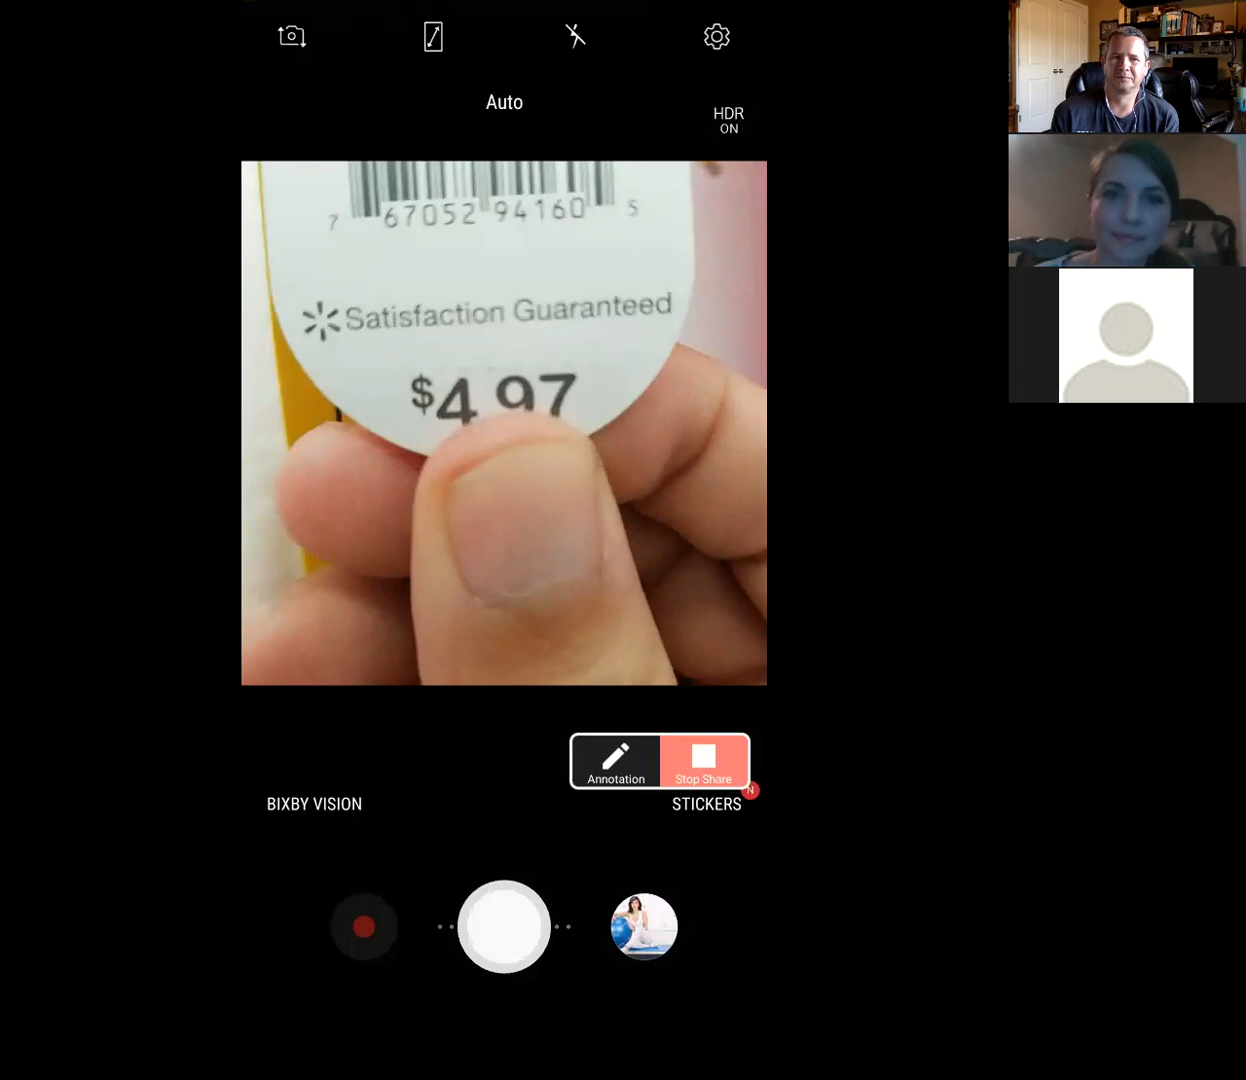 Auto
HDR
ON
7 67052 94160 5
Satisfaction Guaranteed
$4.97
Annotation
Stop Share
N
BIXBY VISION
STICKERS